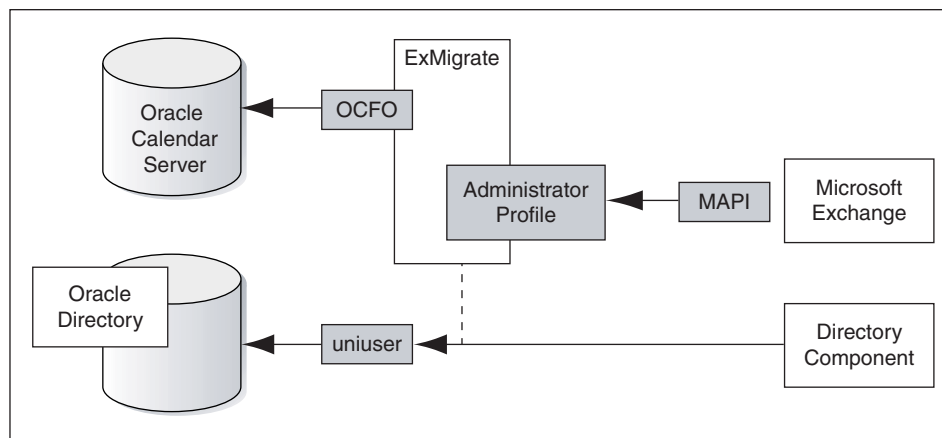 ExMigrate
Oracle
Calendar
Server
OCFO
Administrator
Profile
MAPI
Microsoft
Exchange
Oracle
Directory
uniuser
Directory
Component